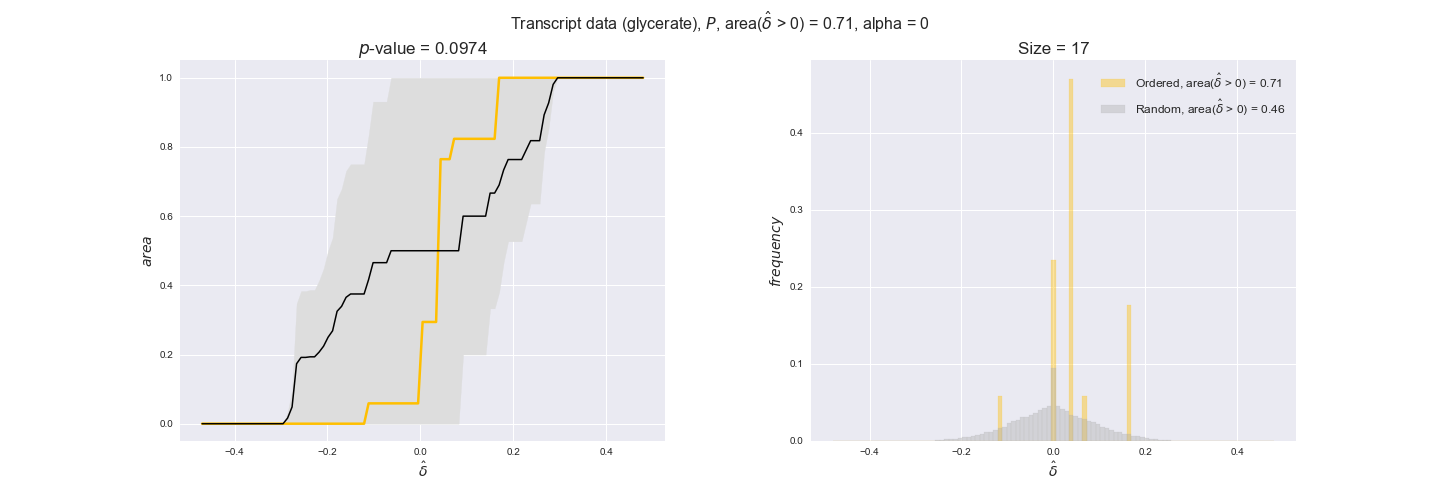 Transcript data (glycerate), P, area(δ̂ > 0) = 0.71, alpha = 0
p-value = 0.0974
1.0
0.8
0.6
0.4
0.2
0.0
area
−0.4 −0.2 0.0 0.2 0.4
δ̂
Size = 17
Ordered, area(δ̂ > 0) = 0.71
Random, area(δ̂ > 0) = 0.46
0.4
0.3
0.2
0.1
0.0
frequency
−0.4 −0.2 0.0 0.2 0.4
δ̂